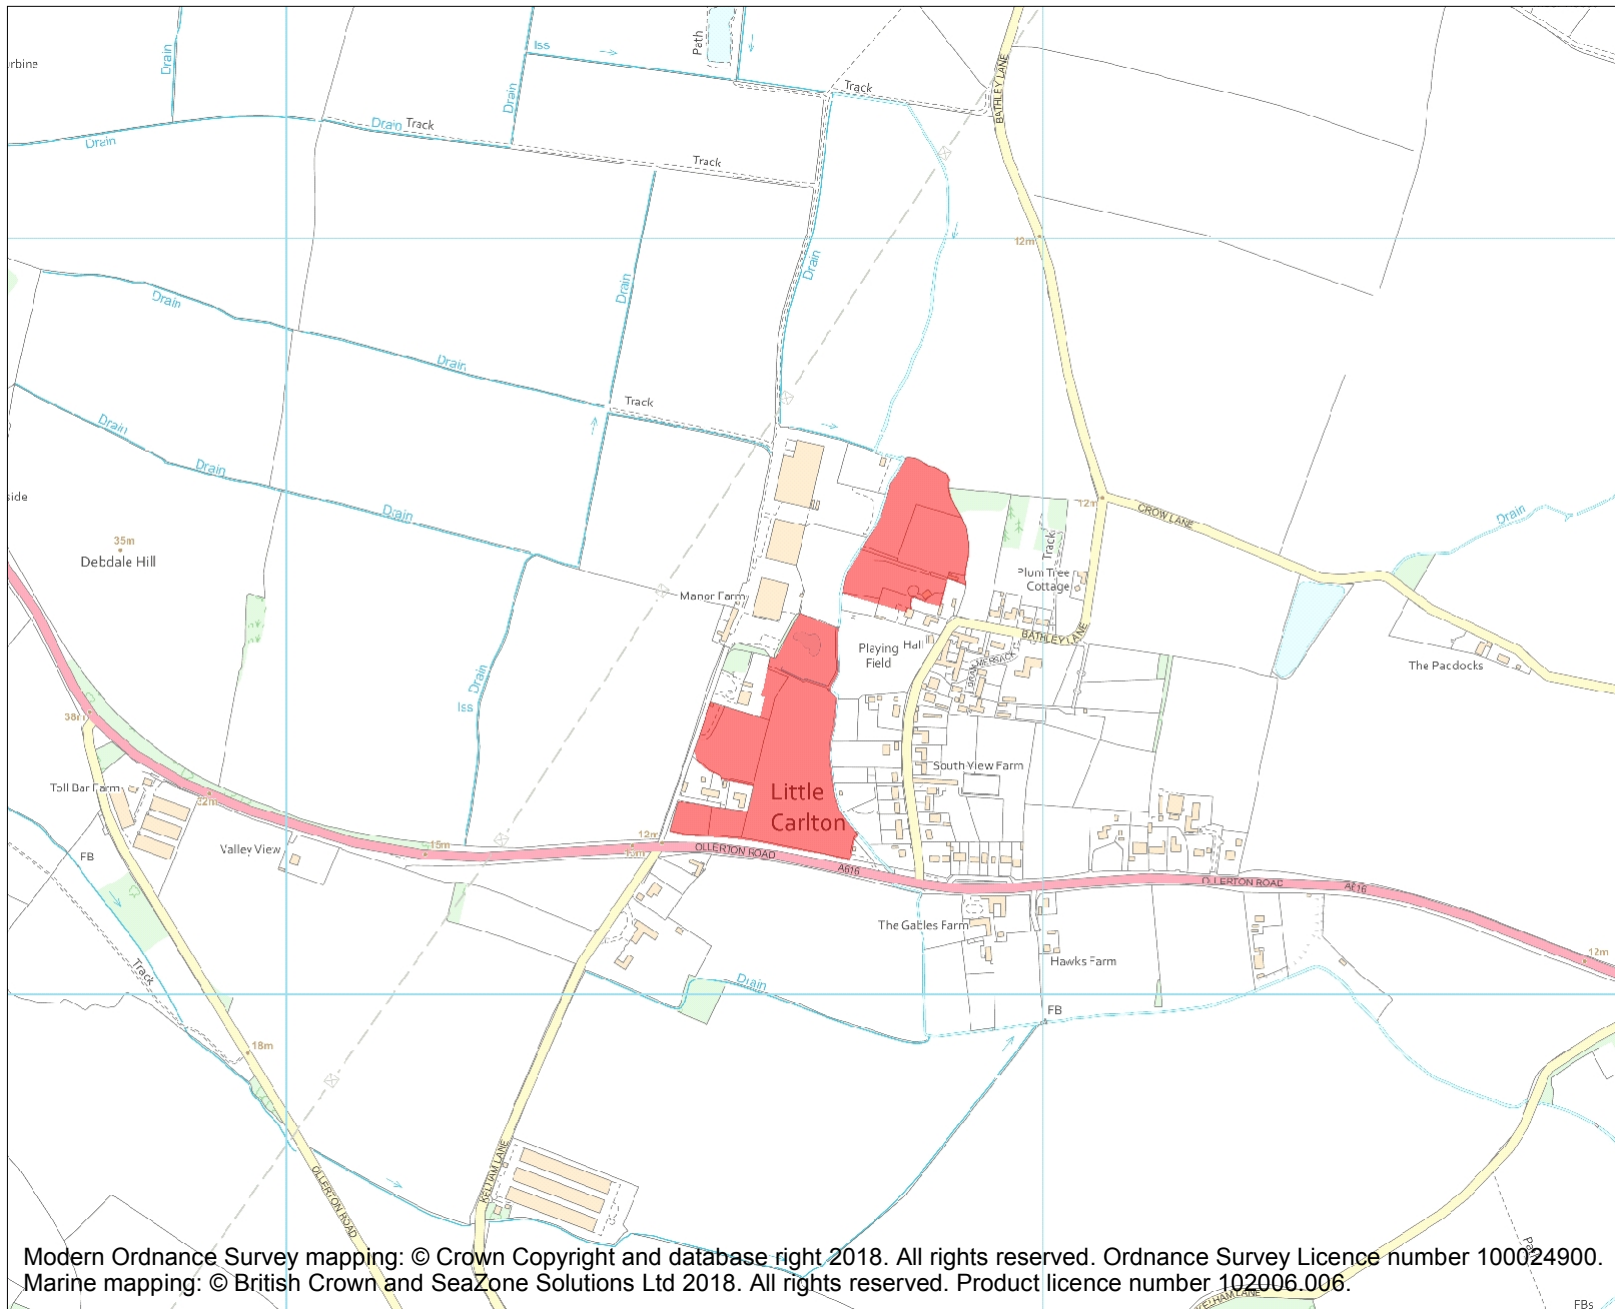 Iss
Path
Drain
rbine
Drain
Track
BATHLEY LANE
Drain
Track
Drain
Drain
Track
12m
Drain
Drain
Drain
Drain
Track
Drain
Drain
side
Drain
12m
CROW LANE
Drain
35m
Debdale Hill
Track
Plum Tree
Cottage
Manor Farm
BATHLEY LANE
Playing
Field
Hall
The Paddocks
Drain
Iss
38m
South View Farm
Toll Bar Farm
Little
Carlton
32m
12m
15m
OLLERTON ROAD
FB
Valley View
A616
OLLERTON ROAD
A616
The Gables Farm
Hawks Farm
12m
Track
Drain
FB
18m
KELHAM LANE
OLLERTON ROAD
Path
Modern Ordnance Survey mapping: © Crown Copyright and database right 2018. All rights reserved. Ordnance Survey Licence number 100024900.
Marine mapping: © British Crown and SeaZone Solutions Ltd 2018. All rights reserved. Product licence number 102006.006.
KELHAM LANE
FBs